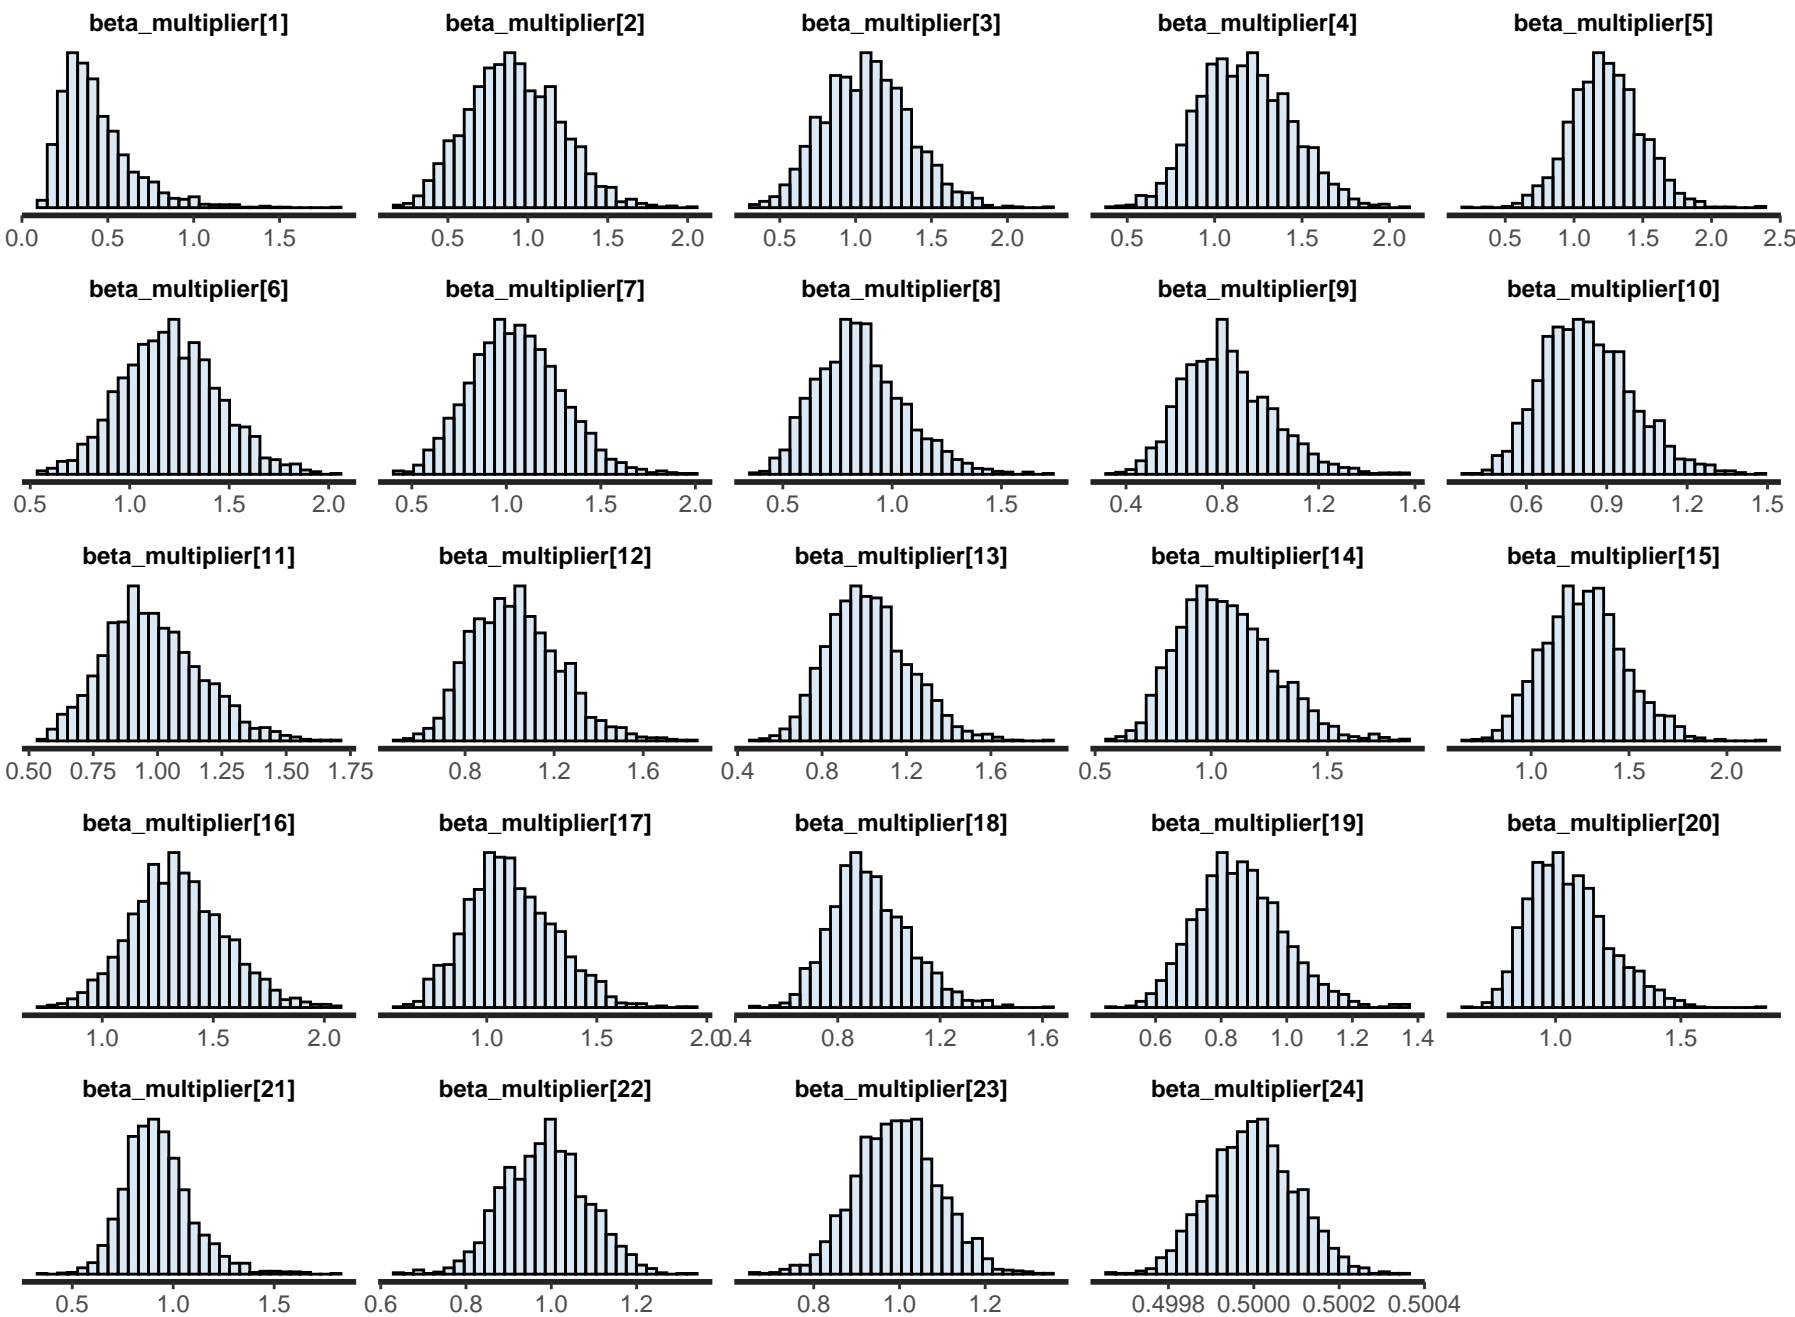 beta_multiplier[1] beta_multiplier[2] beta_multiplier[3] beta_multiplier[4] beta_multiplier[5]
0.0 0.5 1.0 1.5 0.5 1.0 1.5 2.0 0.5 1.0 1.5 2.0 0.5 1.0 1.5 2.0 0.5 1.0 1.5 2.0 2.5
beta_multiplier[6] beta_multiplier[7] beta_multiplier[8] beta_multiplier[9] beta_multiplier[10]
0.5 1.0 1.5 2.0 0.5 1.0 1.5 2.0 0.5 1.0 1.5 0.4 0.8 1.2 1.6 0.6 0.9 1.2 1.5
beta_multiplier[11] beta_multiplier[12] beta_multiplier[13] beta_multiplier[14] beta_multiplier[15]
0.50 0.75 1.00 1.25 1.50 1.75 0.8 1.2 1.6 0.4 0.8 1.2 1.6 0.5 1.0 1.5 1.0 1.5 2.0
beta_multiplier[16] beta_multiplier[17] beta_multiplier[18] beta_multiplier[19] beta_multiplier[20]
1.0 1.5 2.0 1.0 1.5 2.0 0.4 0.8 1.2 1.6 0.6 0.8 1.0 1.2 1.4 1.0 1.5
beta_multiplier[21] beta_multiplier[22] beta_multiplier[23] beta_multiplier[24]
0.5 1.0 1.5 0.6 0.8 1.0 1.2 0.8 1.0 1.2 0.4998 0.5000 0.5002 0.5004